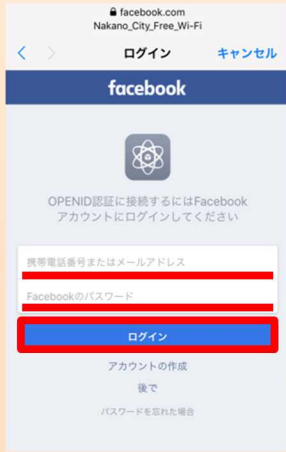 facebook.com
Nakano_City_Free_Wi-Fi
ログイン キャンセル
facebook
OPENID認証に接続するにはFacebook
アカウントにログインしてください
携帯電話番号またはメールアドレス
Facebookのパスワード
ログイン
アカウントの作成
後で
パスワードを忘れた場合